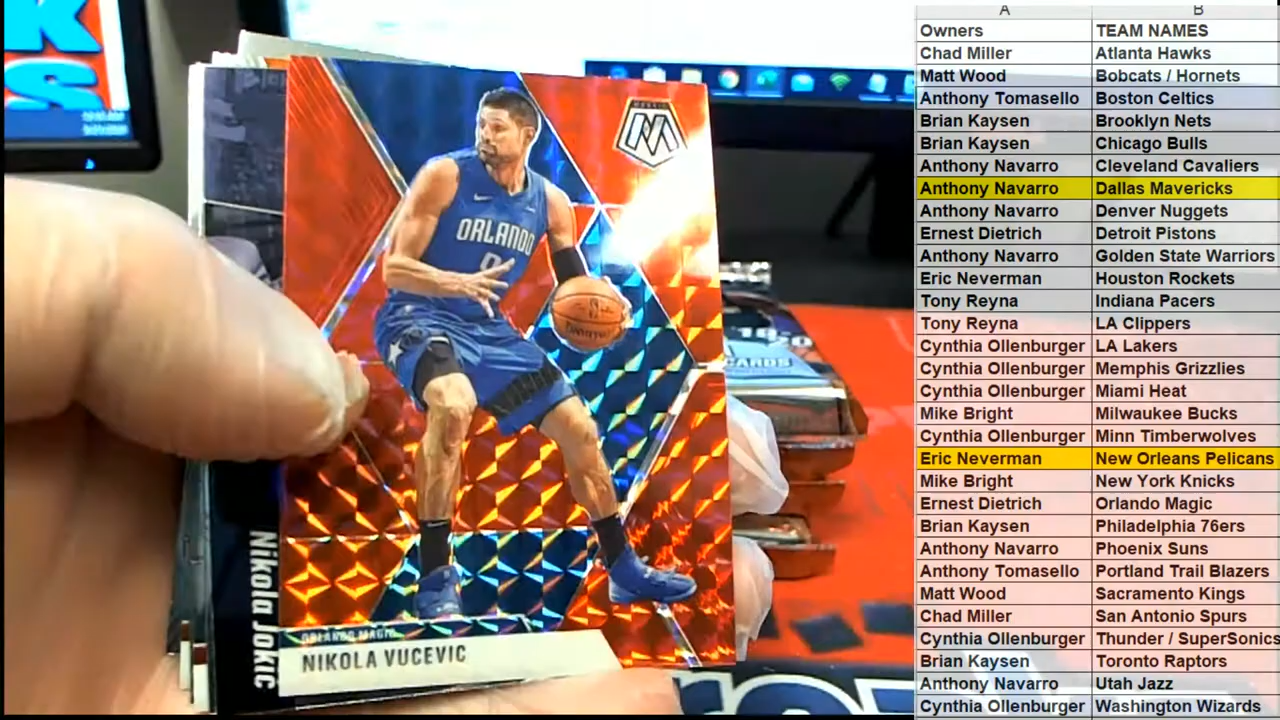 K
S
MOSAIC
M
ORLANDO
ORLANDO MAGIC
NIKOLA VUCEVIC
Nikola Jokic
19-20
CARDS
A B
Owners TEAM NAMES
Chad Miller Atlanta Hawks
Matt Wood Bobcats / Hornets
Anthony Tomasello Boston Celtics
Brian Kaysen Brooklyn Nets
Brian Kaysen Chicago Bulls
Anthony Navarro Cleveland Cavaliers
Anthony Navarro Dallas Mavericks
Anthony Navarro Denver Nuggets
Ernest Dietrich Detroit Pistons
Anthony Navarro Golden State Warriors
Eric Neverman Houston Rockets
Tony Reyna Indiana Pacers
Tony Reyna LA Clippers
Cynthia Ollenburger LA Lakers
Cynthia Ollenburger Memphis Grizzlies
Cynthia Ollenburger Miami Heat
Mike Bright Milwaukee Bucks
Cynthia Ollenburger Minn Timberwolves
Eric Neverman New Orleans Pelicans
Mike Bright New York Knicks
Ernest Dietrich Orlando Magic
Brian Kaysen Philadelphia 76ers
Anthony Navarro Phoenix Suns
Anthony Tomasello Portland Trail Blazers
Matt Wood Sacramento Kings
Chad Miller San Antonio Spurs
Cynthia Ollenburger Thunder / SuperSonics
Brian Kaysen Toronto Raptors
Anthony Navarro Utah Jazz
Cynthia Ollenburger Washington Wizards